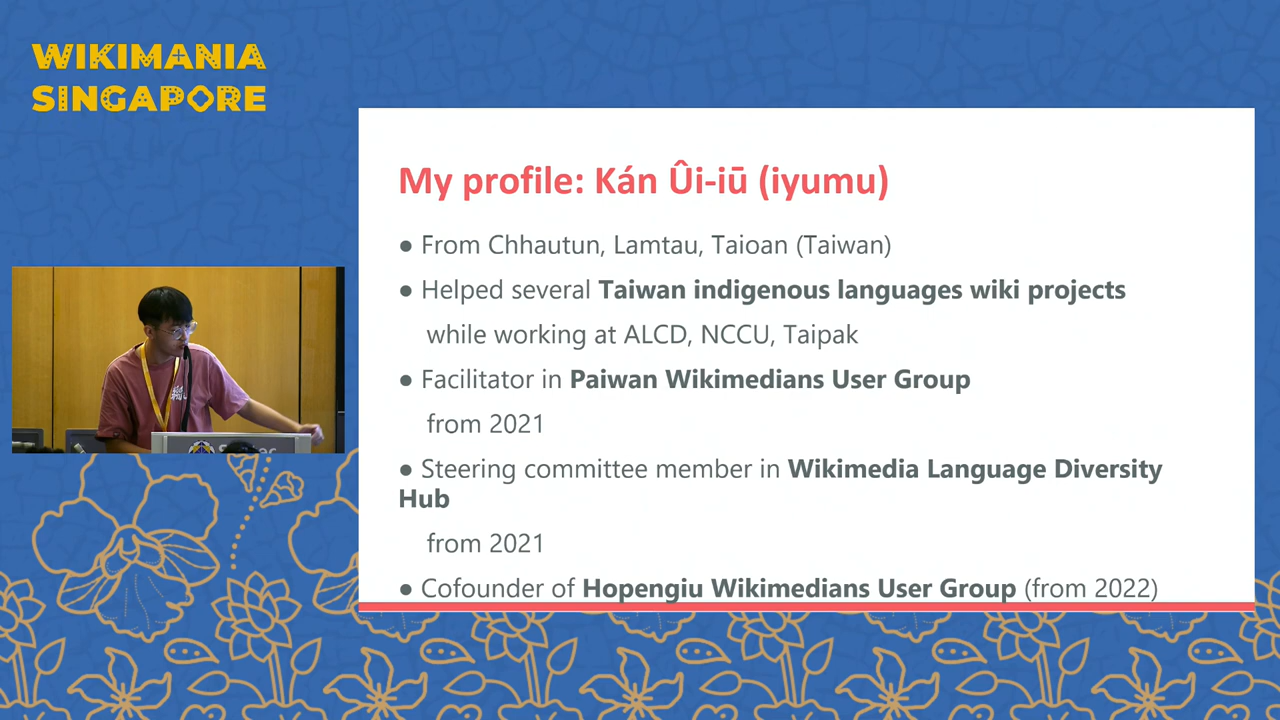 WIKIMANIA
SINGAPORE
My profile: Kán Ûi-iū (iyumu)
● From Chhautun, Lamtau, Taioan (Taiwan)
● Helped several Taiwan indigenous languages wiki projects
while working at ALCD, NCCU, Taipak
● Facilitator in Paiwan Wikimedians User Group
from 2021
● Steering committee member in Wikimedia Language Diversity
Hub
from 2021
● Cofounder of Hopengiu Wikimedians User Group (from 2022)